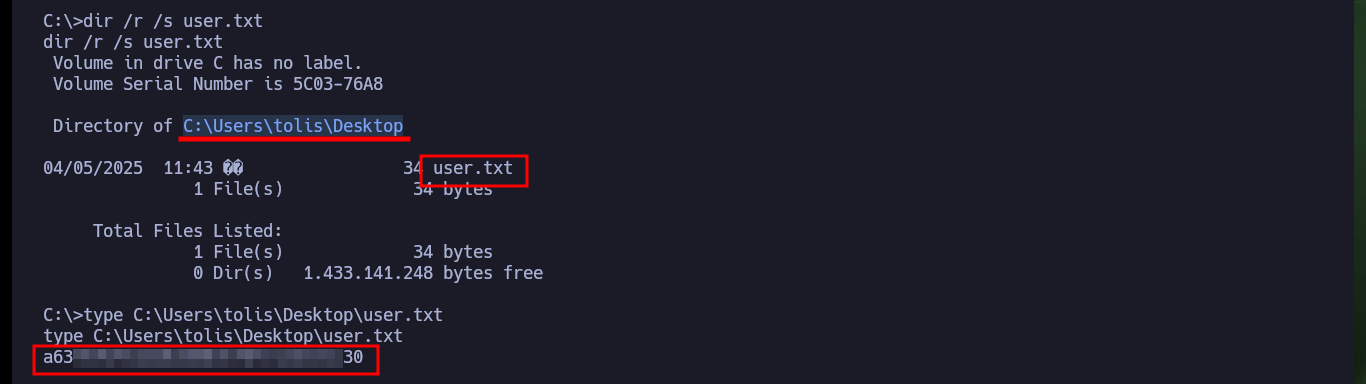 C:\>dir /r /s user.txt
dir /r /s user.txt
Volume in drive C has no label.
Volume Serial Number is 5C03-76A8
Directory of C:\Users\tolis\Desktop
04/05/2025 11:43 �� 34 user.txt
1 File(s) 34 bytes
Total Files Listed:
1 File(s) 34 bytes
0 Dir(s) 1.433.141.248 bytes free
C:\>type C:\Users\tolis\Desktop\user.txt
type C:\Users\tolis\Desktop\user.txt
a63 30